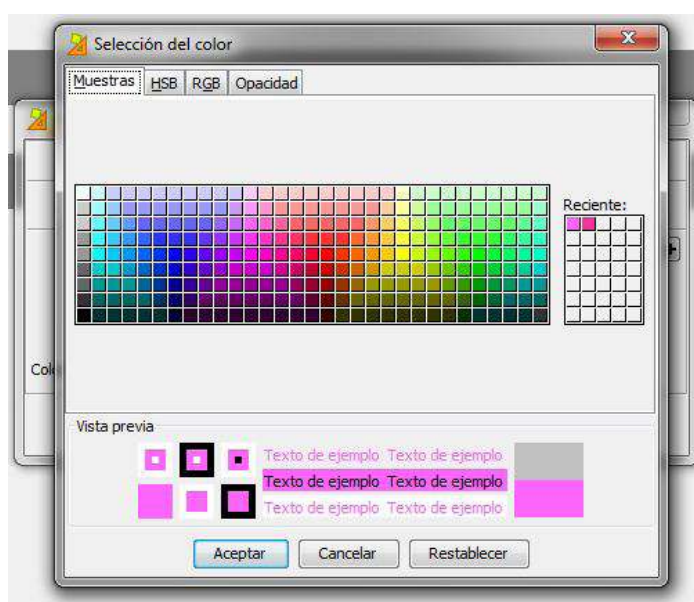 Selección del color
Muestras HSB RGB Opacidad
Reciente:
Vista previa
Texto de ejemplo Texto de ejemplo
Texto de ejemplo Texto de ejemplo
Texto de ejemplo Texto de ejemplo
Aceptar Cancelar Restablecer